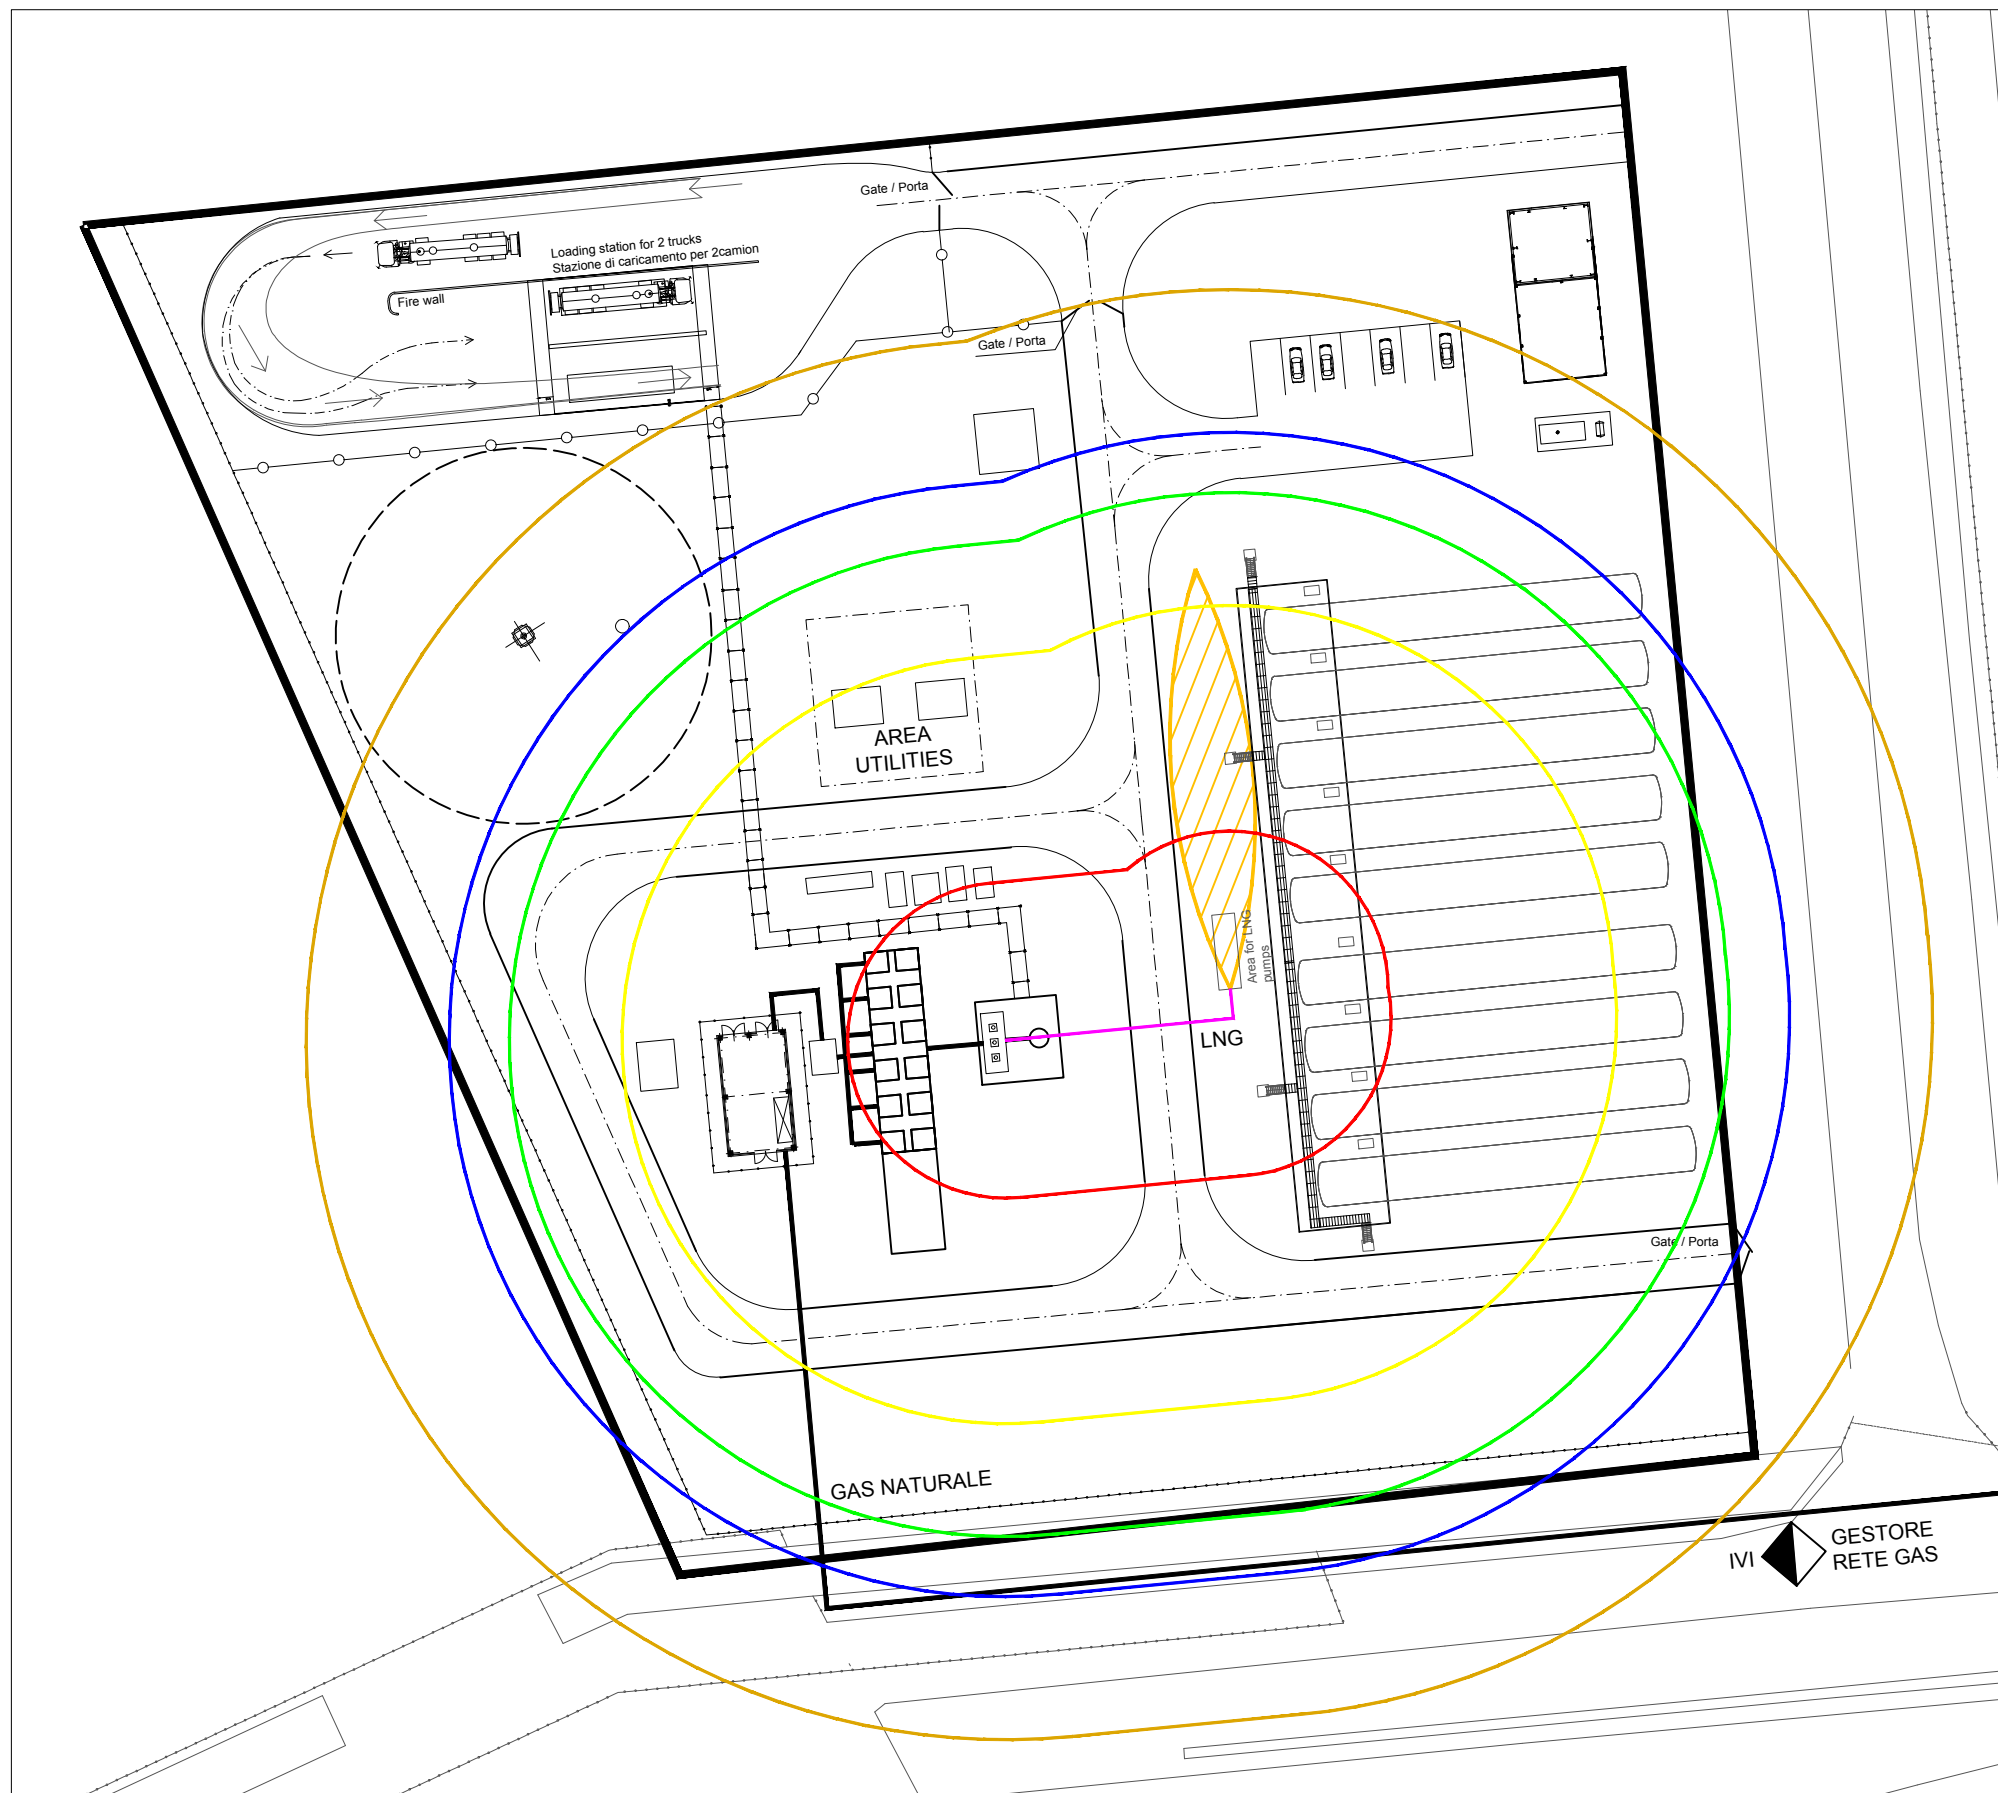 Gate / Porta
Loading station for 2 trucks
Stazione di caricamento per 2camion
Fire wall
Gate / Porta
AREA
UTILITIES
Area for LNG
pumps
LNG
Gate / Porta
GAS NATURALE
IVI
GESTORE
RETE GAS